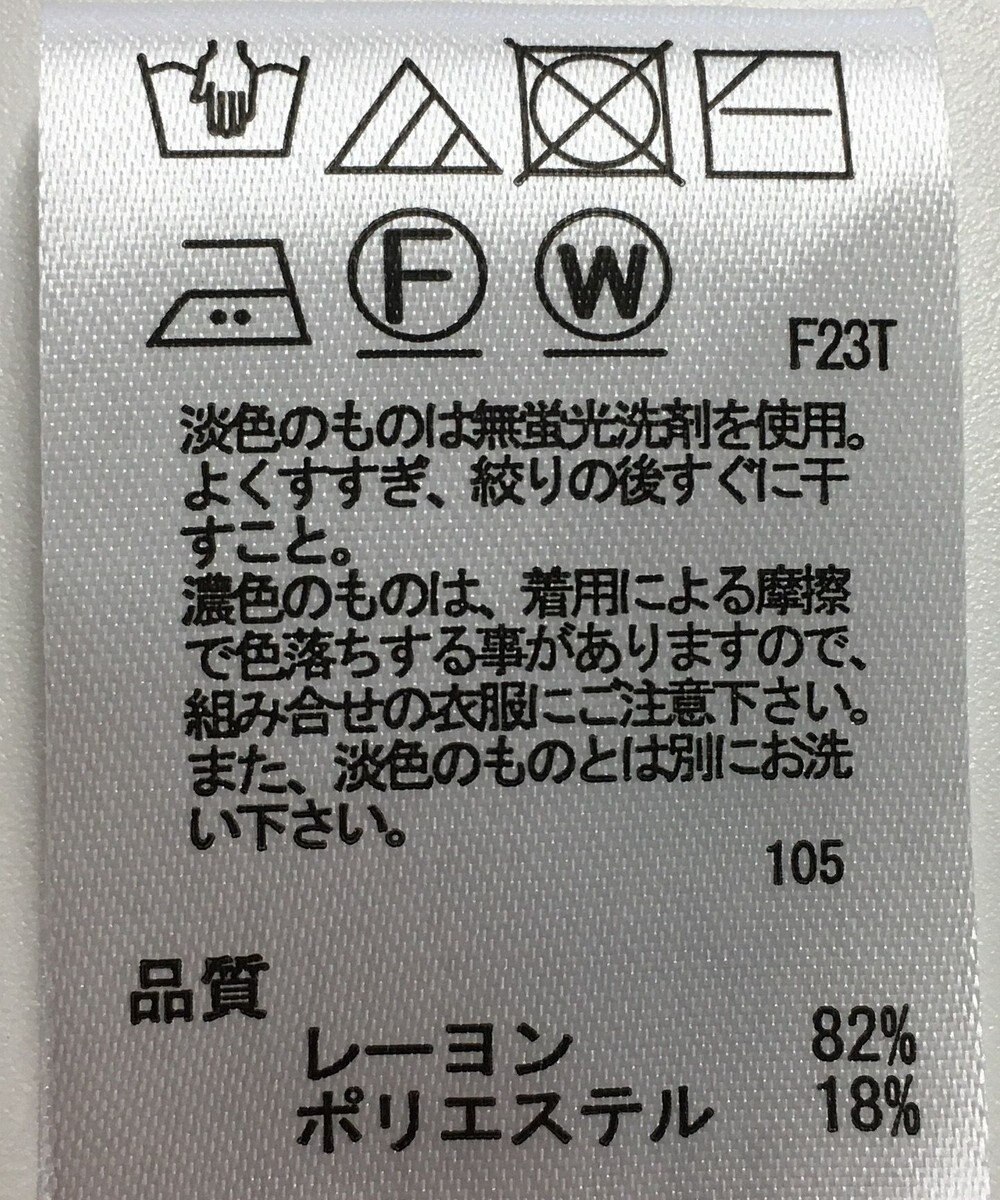 F W
F23T
淡色のものは無蛍光洗剤を使用。
よくすすぎ、絞りの後すぐに干
すこと。
濃色のものは、着用による摩擦
で色落ちする事がありますので、
組み合せの衣服にご注意下さい。
また、淡色のものとは別にお洗
い下さい。
105
品質
レーヨン 82%
ポリエステル 18%